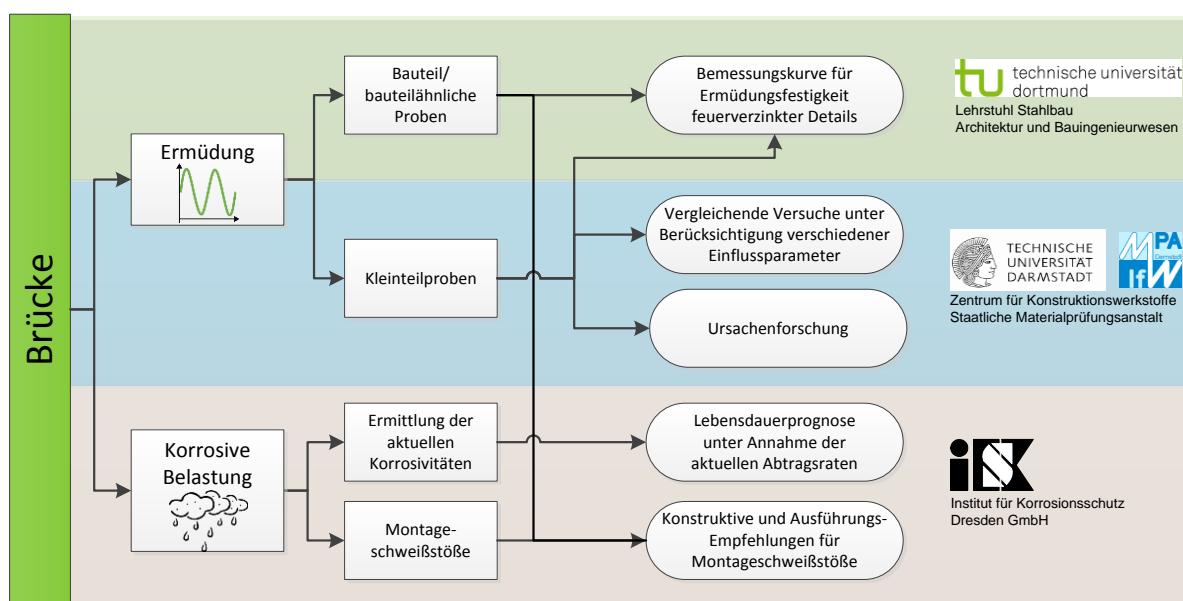 Brücke
Ermüdung
Korrosive
Belastung
Bauteil/
bauteilähnliche
Proben
Kleinteilproben
Ermittlung der
aktuellen
Korrosivitäten
Montage-
schweißstöße
Bemessungskurve für
Ermüdungsfestigkeit
feuerverzinkter Details
Vergleichende Versuche unter
Berücksichtigung verschiedener
Einflussparameter
Ursachenforschung
Lebensdauerprognose
unter Annahme der
aktuellen Abtragsraten
Konstruktive und Ausführungs-
Empfehlungen für
Montageschweißstöße
tu technische universität
dortmund
Lehrstuhl Stahlbau
Architektur und Bauingenieurwesen
TECHNISCHE
UNIVERSITÄT
DARMSTADT
MPA
Darmstadt
IfW
Zentrum für Konstruktionswerkstoffe
Staatliche Materialprüfungsanstalt
iKS
Institut für Korrosionsschutz
Dresden GmbH